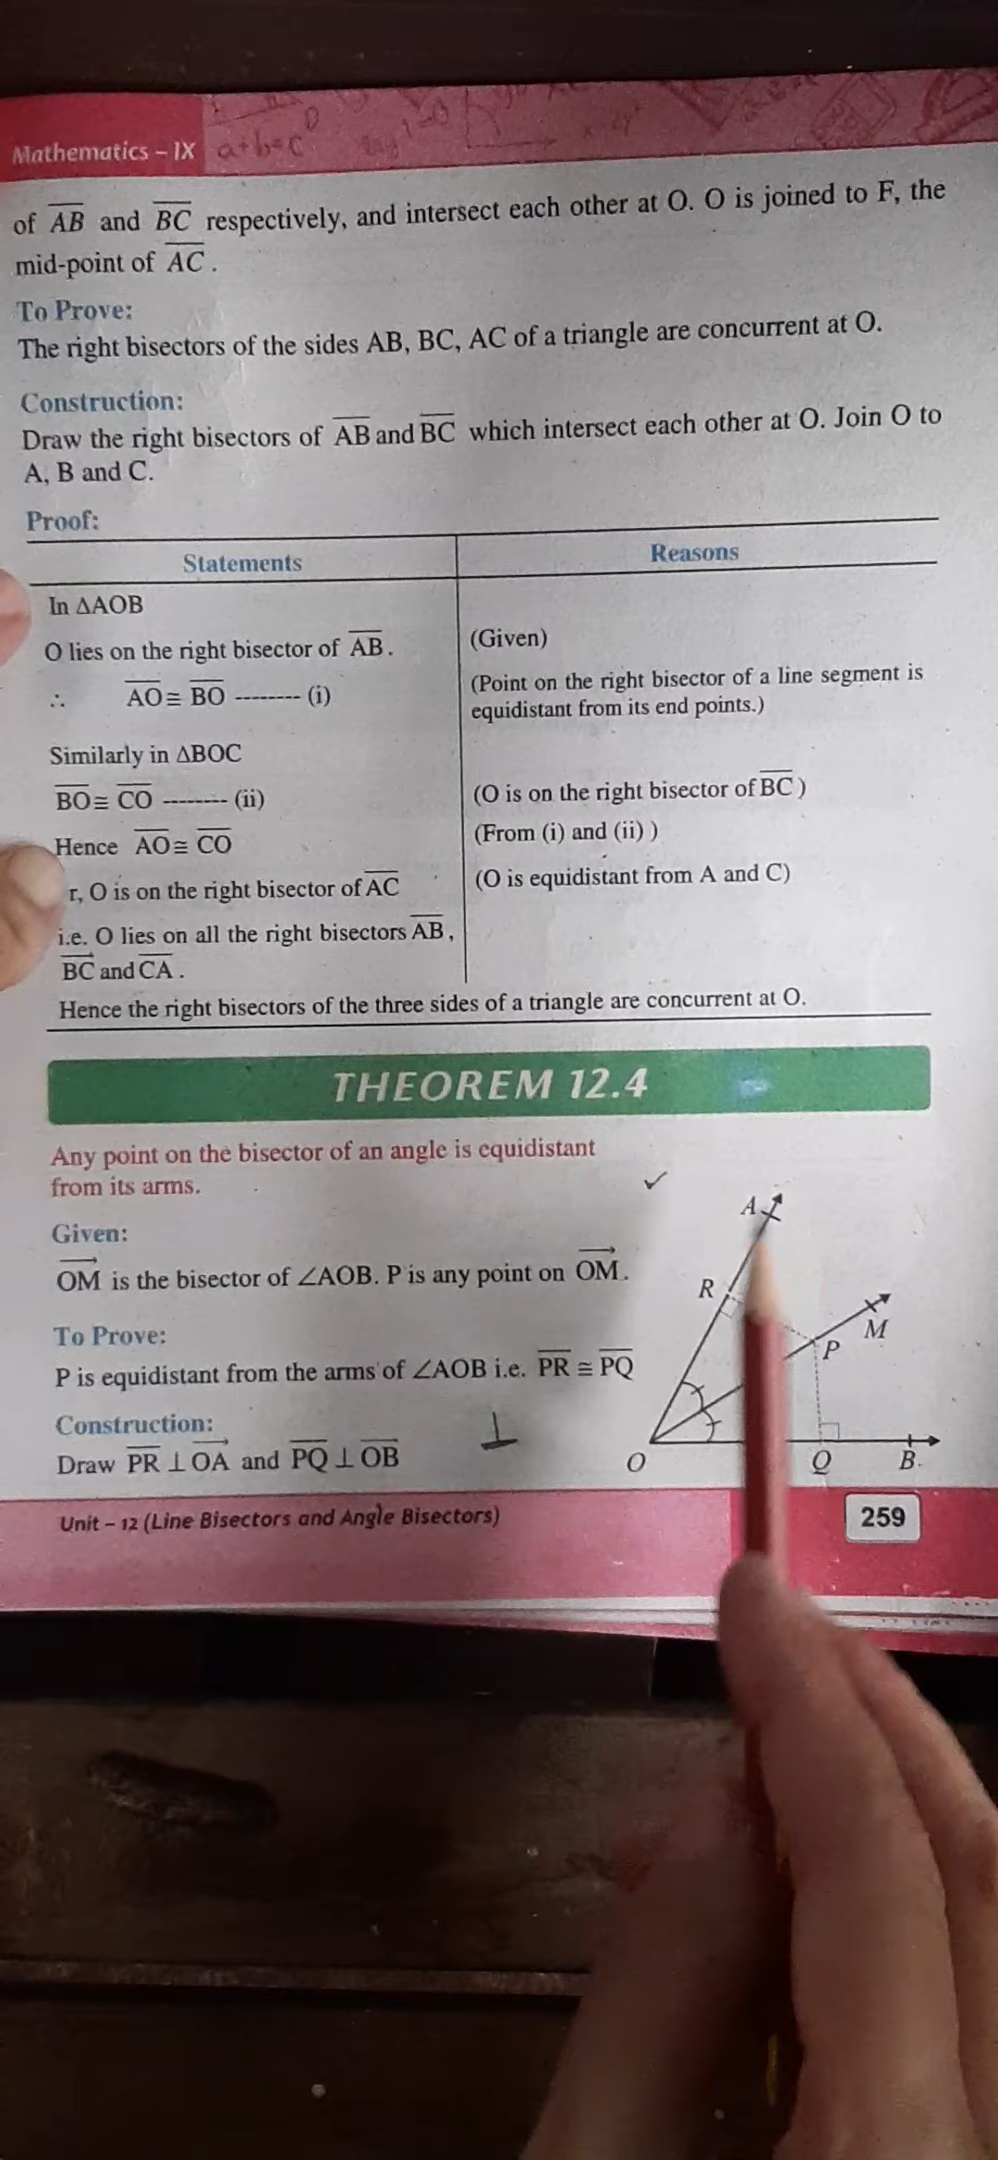 Mathematics – IX
a+b=c
of AB and BC respectively, and intersect each other at O. O is joined to F, the
mid-point of AC.
To Prove:
The right bisectors of the sides AB, BC, AC of a triangle are concurrent at O.
Construction:
Draw the right bisectors of AB and BC which intersect each other at O. Join O to
A, B and C.
Proof:
Statements
Reasons
In ΔAOB
O lies on the right bisector of AB.
(Given)
∴ AO ≅ BO -------- (i)
(Point on the right bisector of a line segment is
equidistant from its end points.)
Similarly in ΔBOC
BO ≅ CO -------- (ii)
(O is on the right bisector of BC)
Hence AO ≅ CO
(From (i) and (ii) )
r, O is on the right bisector of AC
(O is equidistant from A and C)
i.e. O lies on all the right bisectors AB,
BC and CA.
Hence the right bisectors of the three sides of a triangle are concurrent at O.
THEOREM 12.4
Any point on the bisector of an angle is equidistant
from its arms.
Given:
OM is the bisector of ∠AOB. P is any point on OM.
To Prove:
P is equidistant from the arms of ∠AOB i.e. PR ≅ PQ
Construction:
Draw PR ⊥ OA and PQ ⊥ OB
⊥
A
R
M
P
O
Q
B
Unit – 12 (Line Bisectors and Angle Bisectors)
259